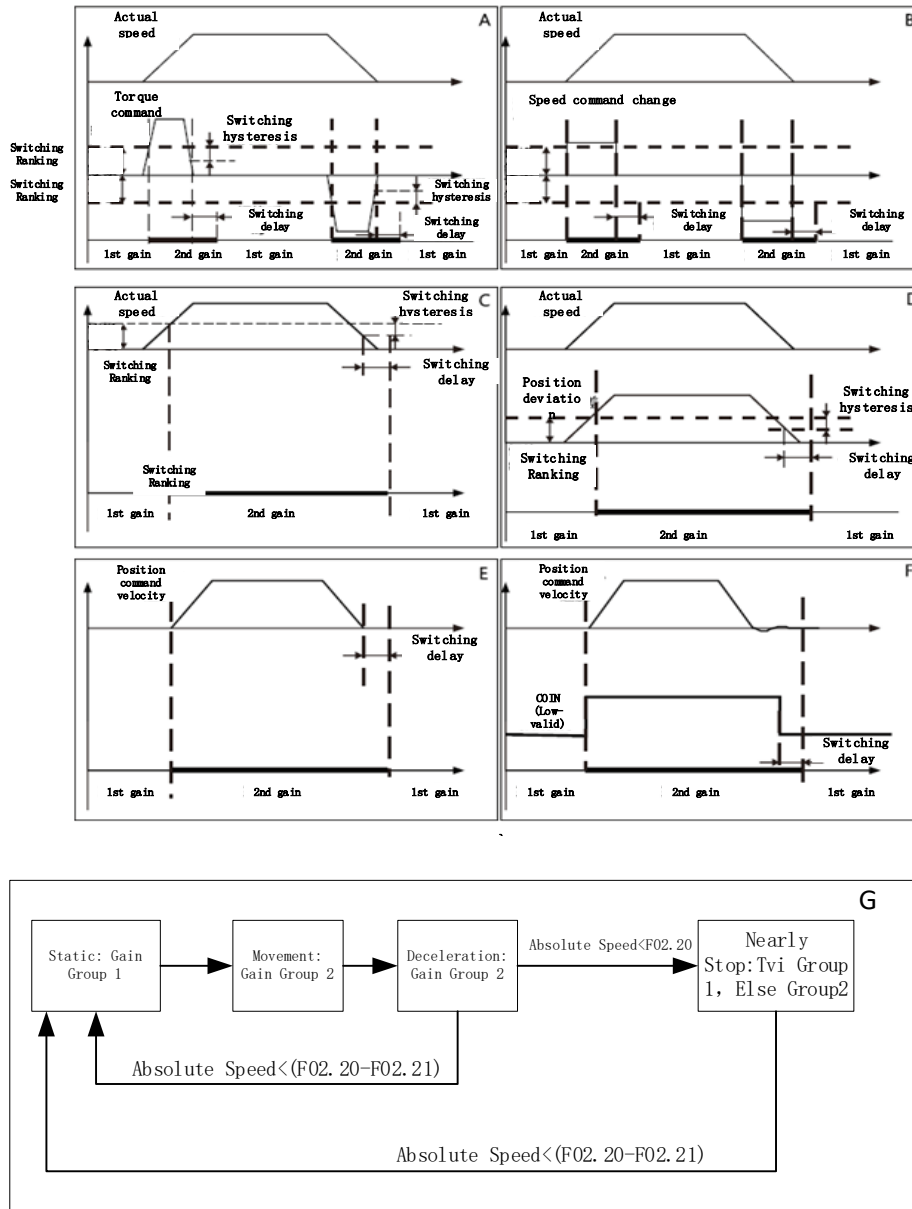 A
Actual
speed
Torque
command
Switching
hysteresis
Switching
Ranking
Switching
Ranking
Switching
hysteresis
Switching
delay
Switching
delay
1st gain
2nd gain
1st gain
2nd gain
1st gain
B
Actual
speed
Speed command change
Switching
delay
Switching
delay
1st gain
2nd gain
1st gain
2nd gain
1st gain
C
Actual
speed
Switching
hysteresis
Switching
Ranking
Switching
delay
Switching
Ranking
1st gain
2nd gain
1st gain
D
Actual
speed
Position
deviatio
n
Switching
hysteresis
Switching
Ranking
Switching
delay
1st gain
2nd gain
1st gain
E
Position
command
velocity
Switching
delay
1st gain
2nd gain
1st gain
F
Position
command
velocity
COIN
(Low-
valid)
Switching
delay
1st gain
2nd gain
1st gain
G
Static: Gain
Group 1
Movement:
Gain Group 2
Deceleration:
Gain Group 2
Absolute Speed<F02.20
Nearly
Stop:Tvi Group
1, Else Group2
Absolute Speed<(F02.20-F02.21)
Absolute Speed<(F02.20-F02.21)